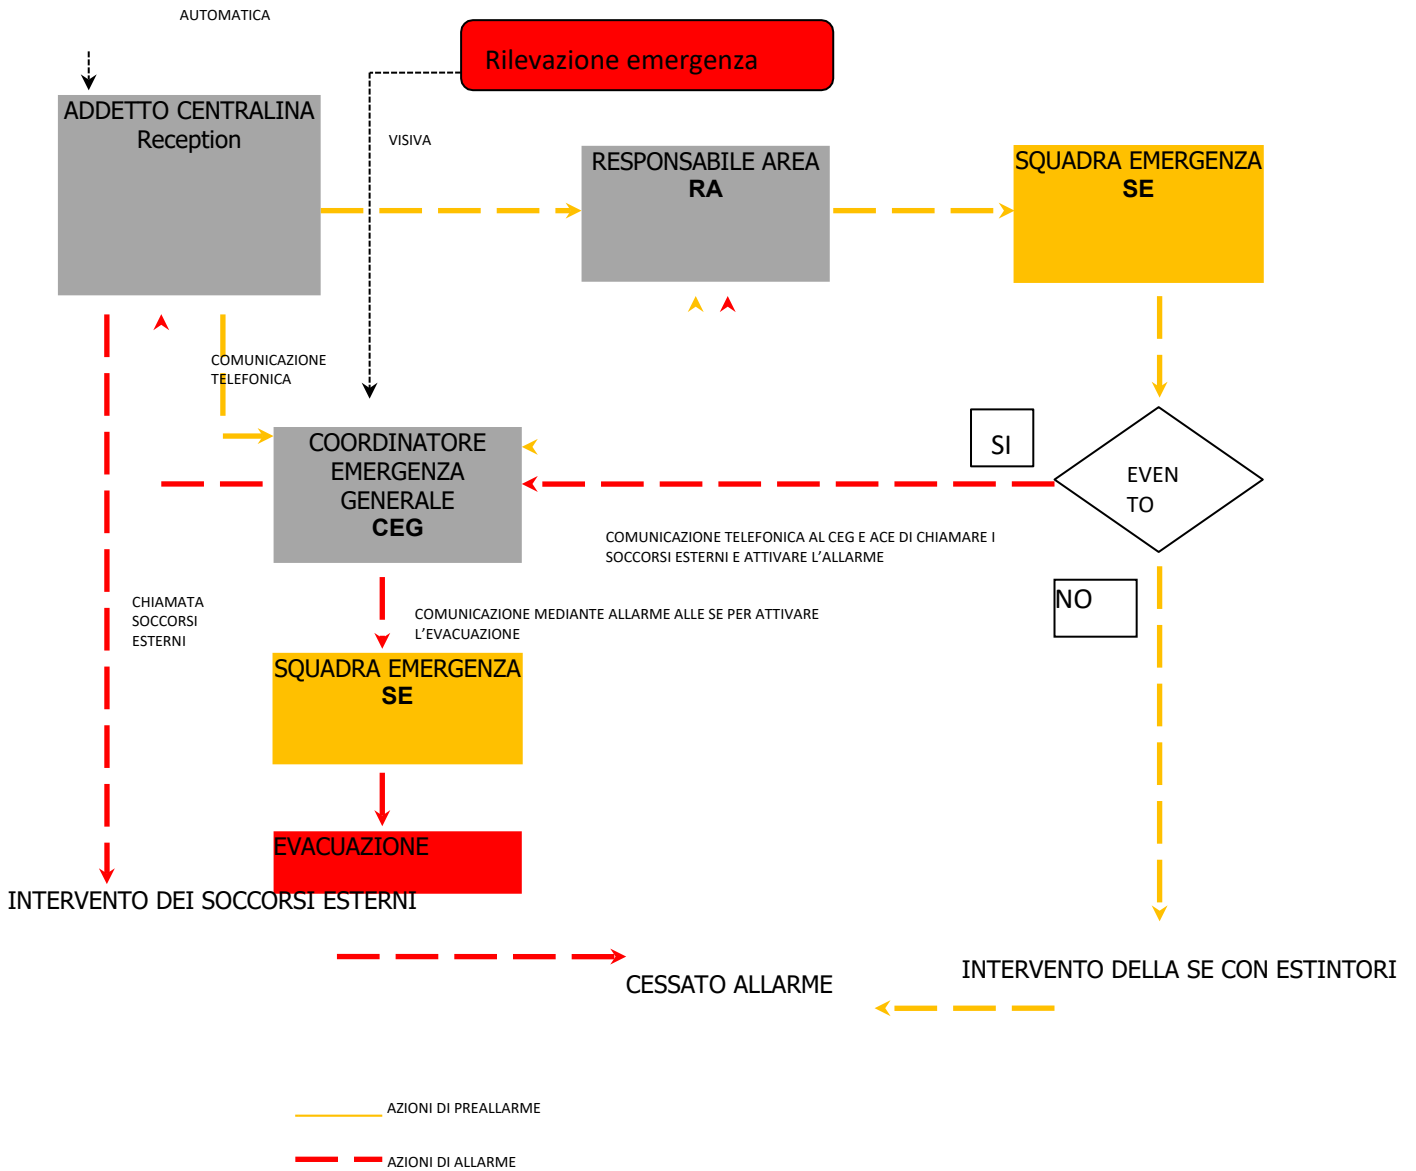 AUTOMATICA
Rilevazione emergenza
ADDETTO CENTRALINA
Reception
VISIVA
RESPONSABILE AREA
RA
SQUADRA EMERGENZA
SE
COMUNICAZIONE
TELEFONICA
COORDINATORE
EMERGENZA
GENERALE
CEG
SI
EVEN
TO
COMUNICAZIONE TELEFONICA AL CEG E ACE DI CHIAMARE I
SOCCORSI ESTERNI E ATTIVARE L’ALLARME
NO
CHIAMATA
SOCCORSI
ESTERNI
COMUNICAZIONE MEDIANTE ALLARME ALLE SE PER ATTIVARE
L’EVACUAZIONE
SQUADRA EMERGENZA
SE
EVACUAZIONE
INTERVENTO DEI SOCCORSI ESTERNI
CESSATO ALLARME
INTERVENTO DELLA SE CON ESTINTORI
AZIONI DI PREALLARME
AZIONI DI ALLARME